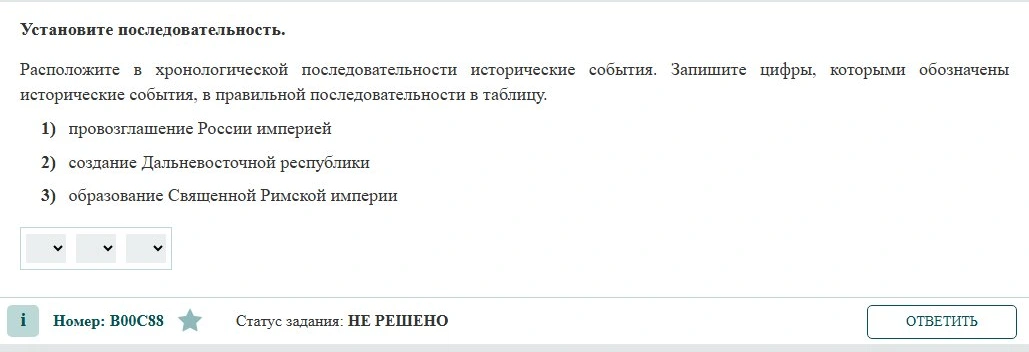 Установите последовательность.
Расположите в хронологической последовательности исторические события. Запишите цифры, которыми обозначены
исторические события, в правильной последовательности в таблицу.
1) провозглашение России империей
2) создание Дальневосточной республики
3) образование Священной Римской империи
i Номер: B00C88 Статус задания: НЕ РЕШЕНО ОТВЕТИТЬ